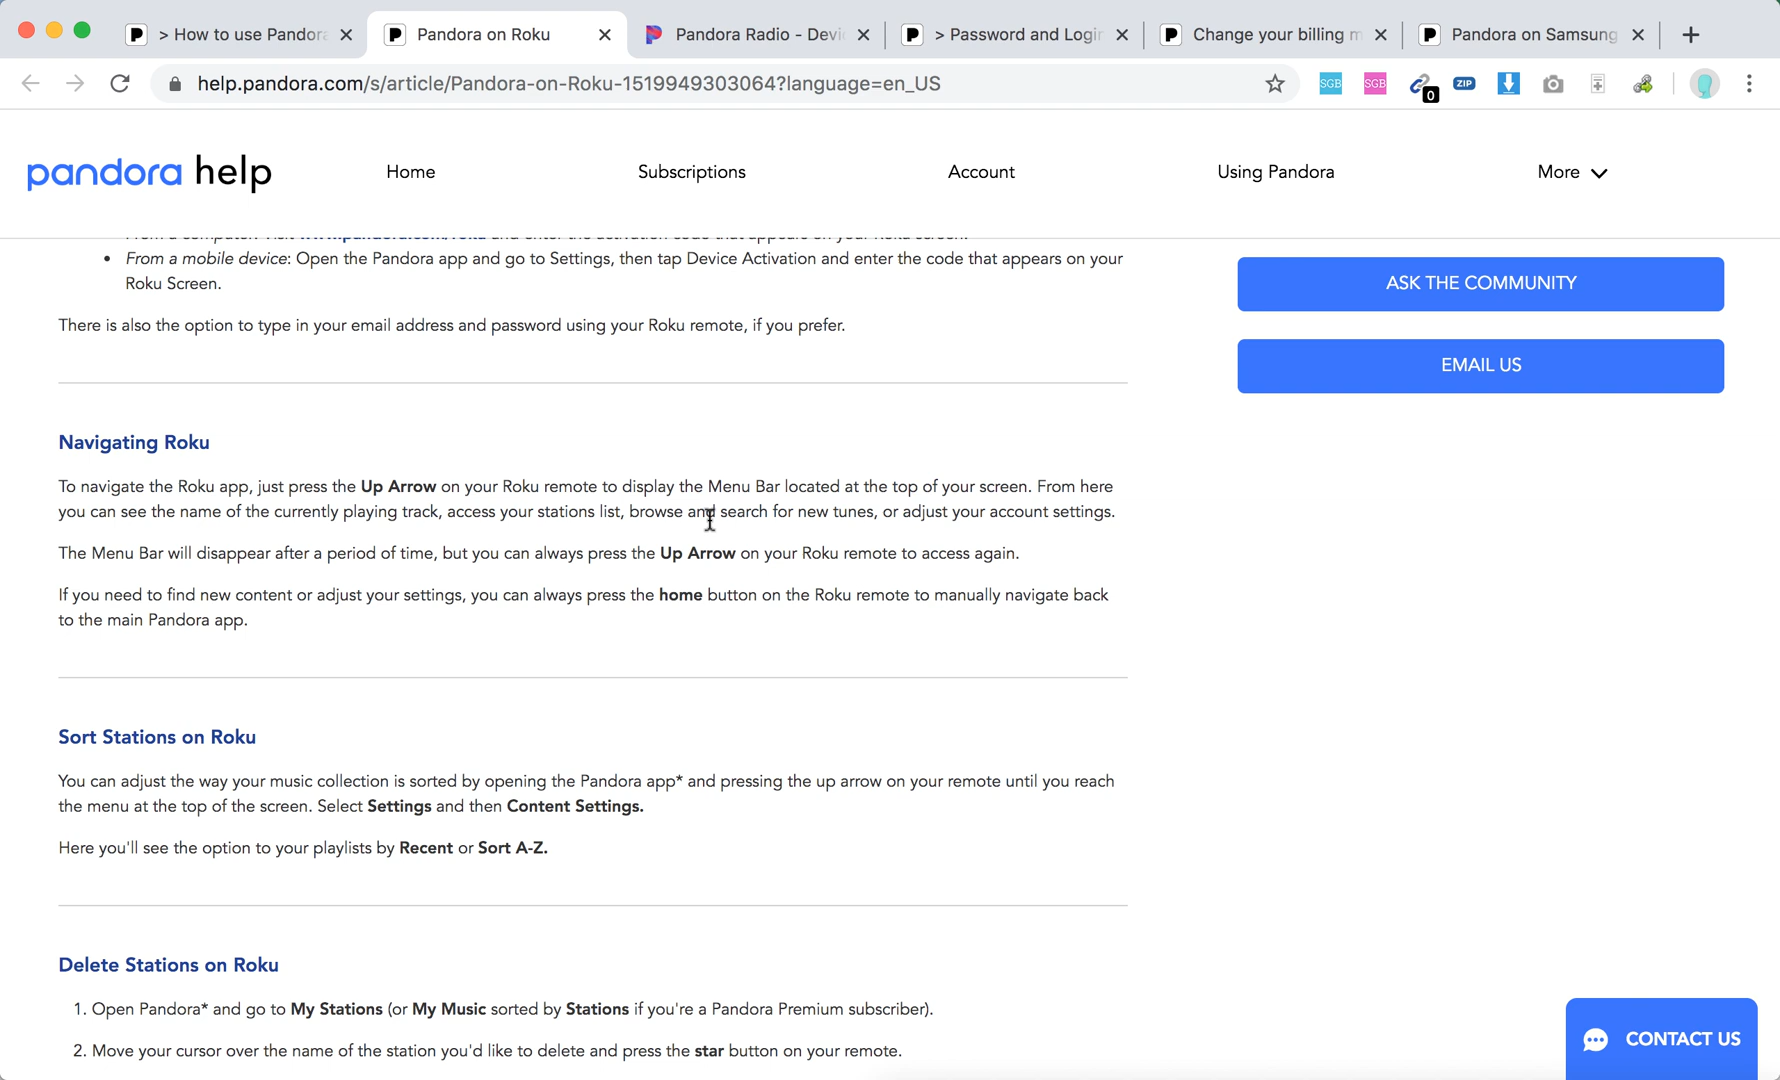 > How to use Pandora
Pandora on Roku
Pandora Radio - Devi
> Password and Login
Change your billing m
Pandora on Samsung
help.pandora.com/s/article/Pandora-on-Roku-1519949303064?language=en_US
SGB
SGB
0
ZIP
pandora help
Home
Subscriptions
Account
Using Pandora
More
From a mobile device: Open the Pandora app and go to Settings, then tap Device Activation and enter the code that appears on your
Roku Screen.
There is also the option to type in your email address and password using your Roku remote, if you prefer.
ASK THE COMMUNITY
EMAIL US
Navigating Roku
To navigate the Roku app, just press the Up Arrow on your Roku remote to display the Menu Bar located at the top of your screen. From here
you can see the name of the currently playing track, access your stations list, browse and search for new tunes, or adjust your account settings.
The Menu Bar will disappear after a period of time, but you can always press the Up Arrow on your Roku remote to access again.
If you need to find new content or adjust your settings, you can always press the home button on the Roku remote to manually navigate back
to the main Pandora app.
Sort Stations on Roku
You can adjust the way your music collection is sorted by opening the Pandora app* and pressing the up arrow on your remote until you reach
the menu at the top of the screen. Select Settings and then Content Settings.
Here you'll see the option to your playlists by Recent or Sort A-Z.
Delete Stations on Roku
1. Open Pandora* and go to My Stations (or My Music sorted by Stations if you're a Pandora Premium subscriber).
2. Move your cursor over the name of the station you'd like to delete and press the star button on your remote.
CONTACT US